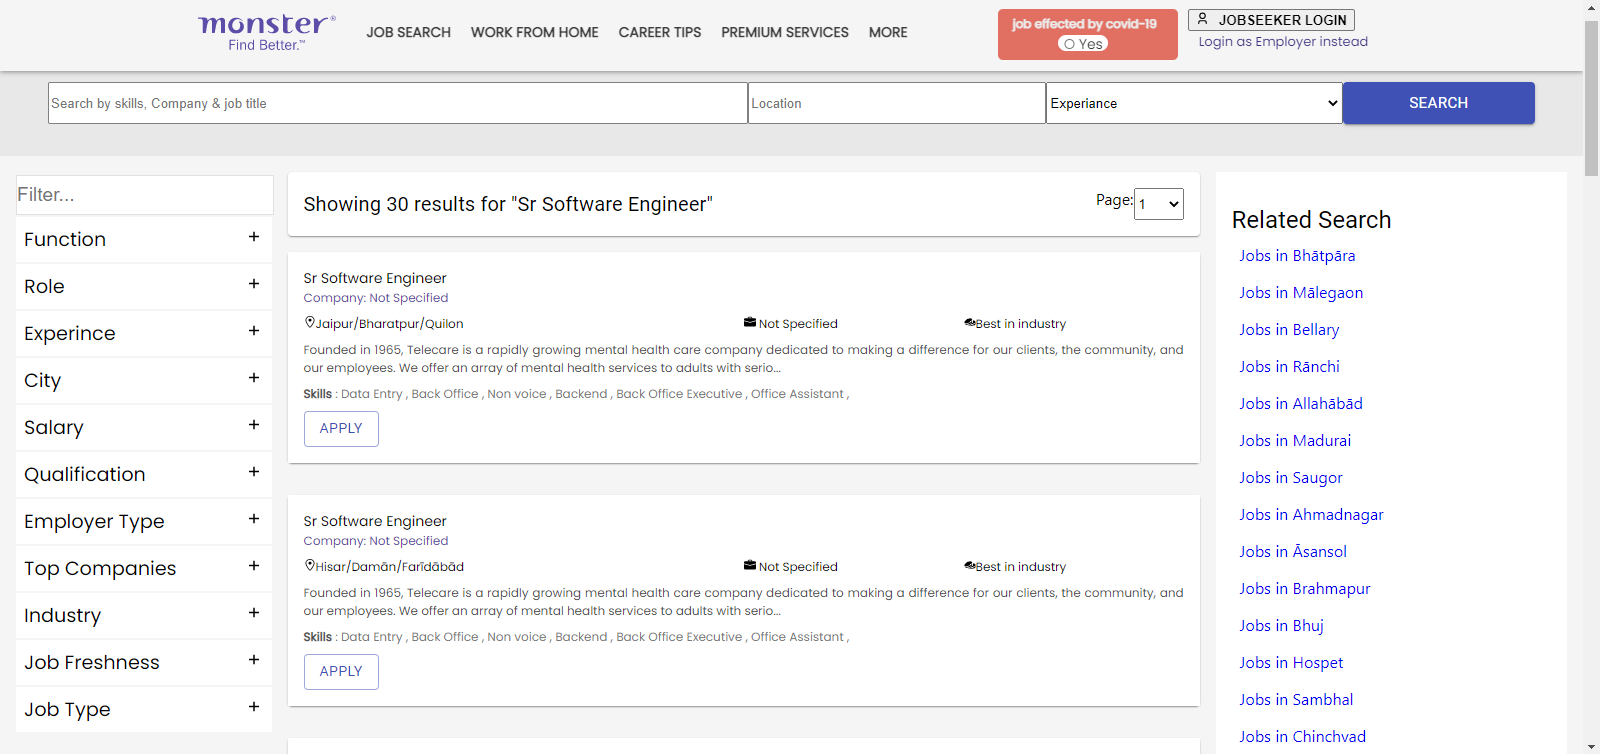 monster®
Find Better.™
JOB SEARCH WORK FROM HOME CAREER TIPS PREMIUM SERVICES MORE
job effected by covid-19
Yes
JOBSEEKER LOGIN
Login as Employer instead
Search by skills, Company & job title Location Experiance SEARCH
Filter...
Function +
Role +
Experince +
City +
Salary +
Qualification +
Employer Type +
Top Companies +
Industry +
Job Freshness +
Job Type +
Showing 30 results for "Sr Software Engineer" Page: 1
Sr Software Engineer
Company: Not Specified
Jaipur/Bharatpur/Quilon Not Specified Best in industry
Founded in 1965, Telecare is a rapidly growing mental health care company dedicated to making a difference for our clients, the community, and
our employees. We offer an array of mental health services to adults with serio...
Skills : Data Entry , Back Office , Non voice , Backend , Back Office Executive , Office Assistant ,
APPLY
Sr Software Engineer
Company: Not Specified
Hisar/Damān/Farīdābād Not Specified Best in industry
Founded in 1965, Telecare is a rapidly growing mental health care company dedicated to making a difference for our clients, the community, and
our employees. We offer an array of mental health services to adults with serio...
Skills : Data Entry , Back Office , Non voice , Backend , Back Office Executive , Office Assistant ,
APPLY
Related Search
Jobs in Bhātpāra
Jobs in Mālegaon
Jobs in Bellary
Jobs in Rānchi
Jobs in Allahābād
Jobs in Madurai
Jobs in Saugor
Jobs in Ahmadnagar
Jobs in Āsansol
Jobs in Brahmapur
Jobs in Bhuj
Jobs in Hospet
Jobs in Sambhal
Jobs in Chinchvad